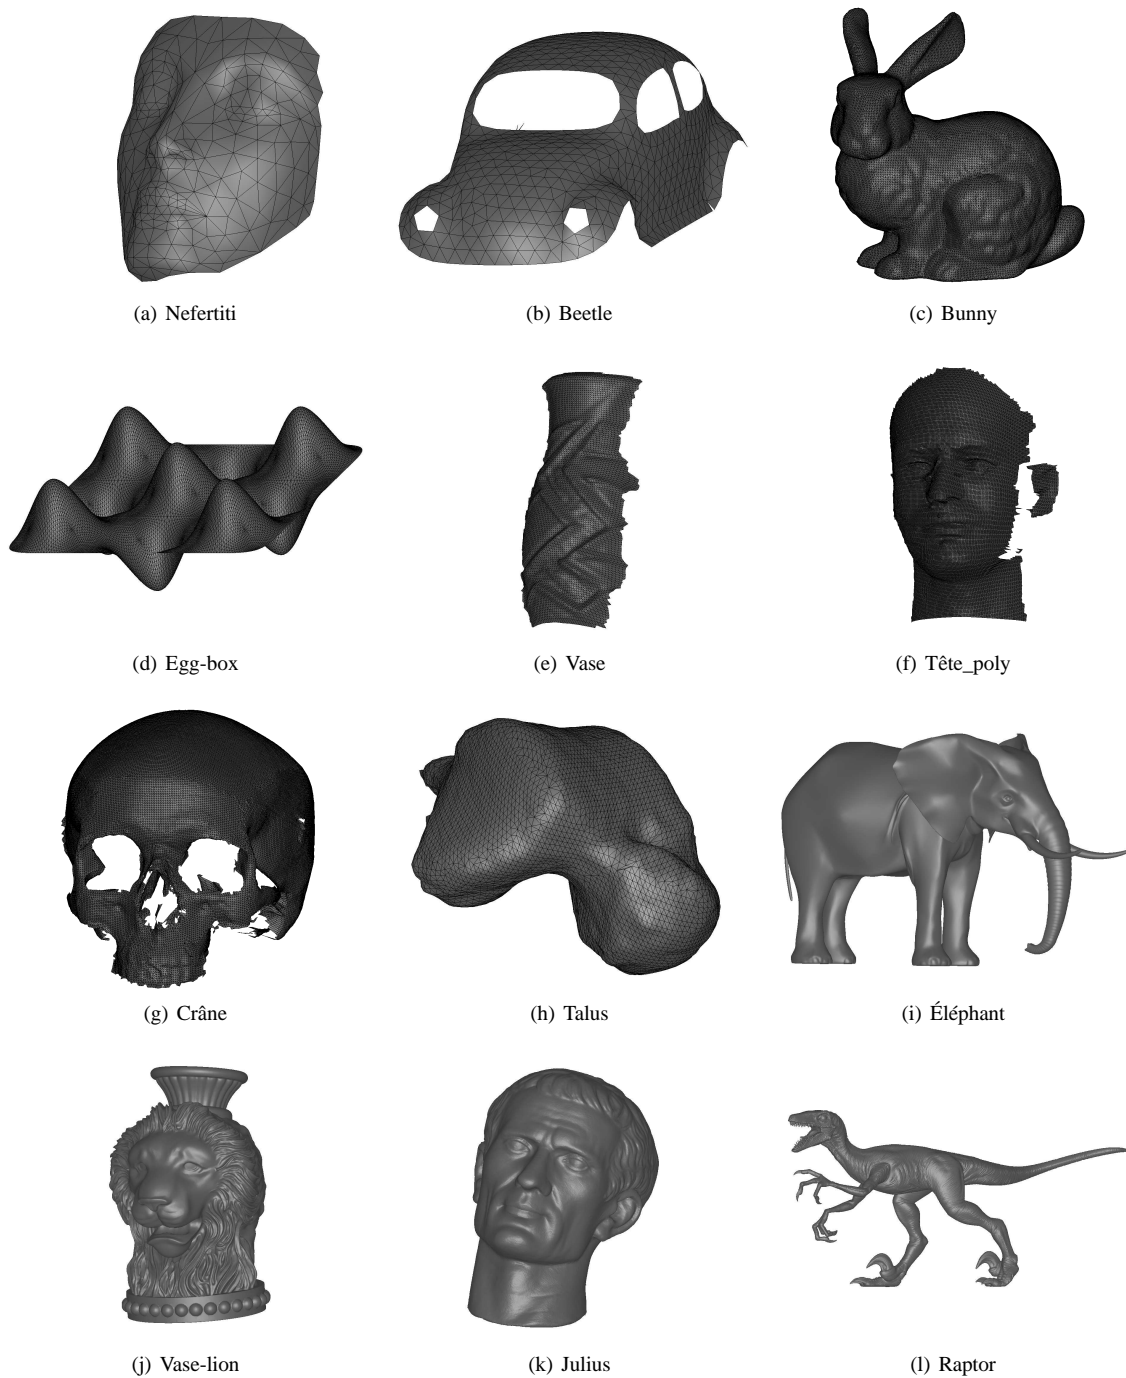 (a) Nefertiti
(b) Beetle
(c) Bunny
(d) Egg-box
(e) Vase
(f) Tête_poly
(g) Crâne
(h) Talus
(i) Éléphant
(j) Vase-lion
(k) Julius
(l) Raptor